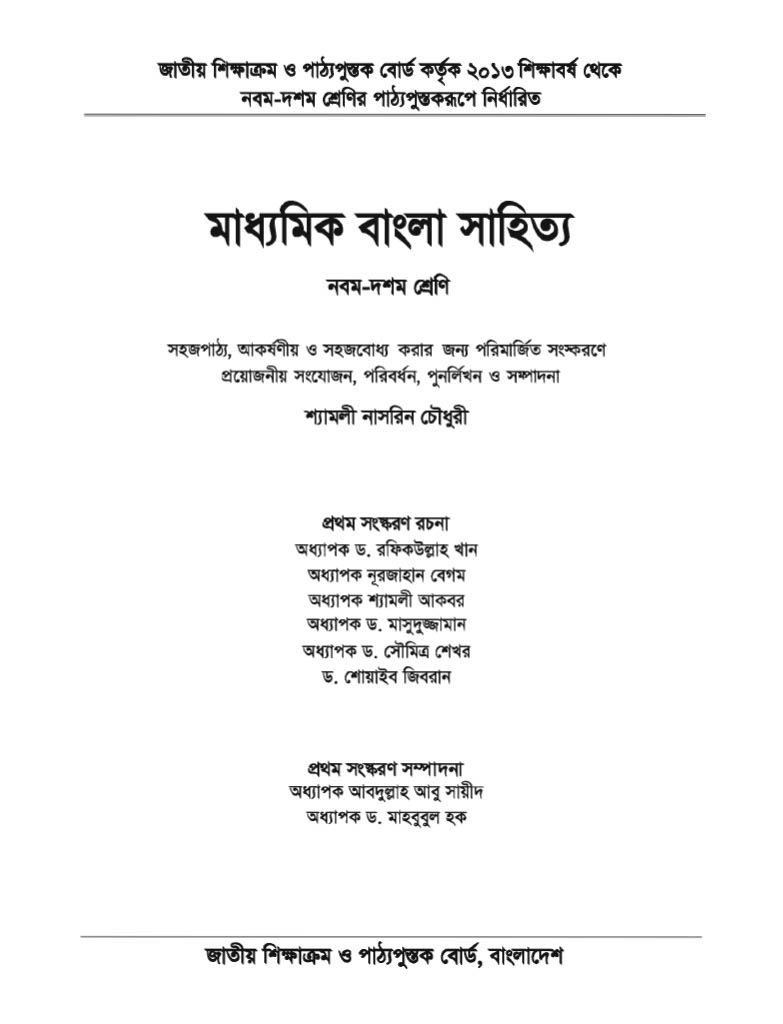 জাতীয় শিক্ষাক্রম ও পাঠ্যপুস্তক বোর্ড কর্তৃক ২০১৩ শিক্ষাবর্ষ থেকে
নবম-দশম শ্রেণির পাঠ্যপুস্তকরূপে নির্ধারিত
মাধ্যমিক বাংলা সাহিত্য
নবম-দশম শ্রেণি
সহজপাঠ্য, আকর্ষণীয় ও সহজবোধ্য করার জন্য পরিমার্জিত সংস্করণে
প্রয়োজনীয় সংযোজন, পরিবর্ধন, পুনর্লিখন ও সম্পাদনা
শ্যামলী নাসরিন চৌধুরী
প্রথম সংস্করণ রচনা
অধ্যাপক ড. রফিকউল্লাহ খান
অধ্যাপক নূরজাহান বেগম
অধ্যাপক শ্যামলী আকবর
অধ্যাপক ড. মাসুদুজ্জামান
অধ্যাপক ড. সৌমিত্র শেখর
ড. শোয়াইব জিবরান
প্রথম সংস্করণ সম্পাদনা
অধ্যাপক আবদুল্লাহ আবু সায়ীদ
অধ্যাপক ড. মাহবুবুল হক
জাতীয় শিক্ষাক্রম ও পাঠ্যপুস্তক বোর্ড, বাংলাদেশ